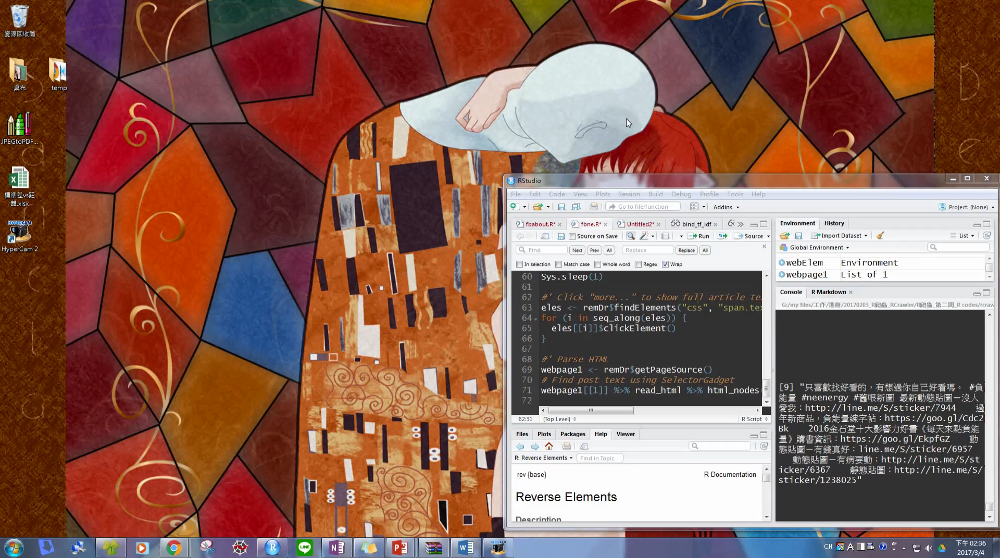 資源回收筒
桌布
temp
JPEGtoPDF...
標準差vs距
離.xlsx
HYPERCAM
HyperCam 2
RStudio
File Edit Code View Plots Session Build Debug Profile Tools Help
Go to file/function
Addins
Project: (None)
fbabout.R*
fbne.R*
Untitled2*
bind_tf_idf
Source on Save
Run
Source
Find
Next
Prev
All
Replace
Replace
All
In selection
Match case
Whole word
Regex
Wrap
60 Sys.sleep(1)
61
62 #' Click "more..." to show full article te
63 eles <- remDr$findElements("css", "span.te
64 for (i in seq_along(eles)) {
65 eles[[i]]$clickElement()
66 }
67
68 #' Parse HTML
69 webpage1 <- remDr$getPageSource()
70 # Find post text using SelectorGadget
71 webpage1[[1]] %>% read_html %>% html_nodes
72
62:31 (Top Level) R Script
Files Plots Packages Help Viewer
R: Reverse Elements
Find in Topic
rev {base} R Documentation
Reverse Elements
Description
Environment History
Import Dataset
List
Global Environment
webElem Environment
webpage1 List of 1
Console R Markdown
G:/my files/工作/進修/20170203_R爬蟲_RCrawler/R爬蟲_第二周_R codes/rcraw
[9] "只喜歡找好看的，有想過你自己好看嗎。 #負
能量 #neenergy #舊哏新圖 最新動態貼圖－沒人
愛我：http://line.me/S/sticker/7944 過
年新商品，負能量練字帖：https://goo.gl/Cdc2
Bk 2016金石堂十大影響力好書《每天來點負能
量》購書資訊：https://goo.gl/EkpfGZ 動
態貼圖－有錢真好：line.me/S/sticker/6957
動態貼圖－有病要動：http://line.me/S/st
icker/6367 靜態貼圖：http://line.me/S/
sticker/1238025"
CH
下午 02:36
2017/3/4